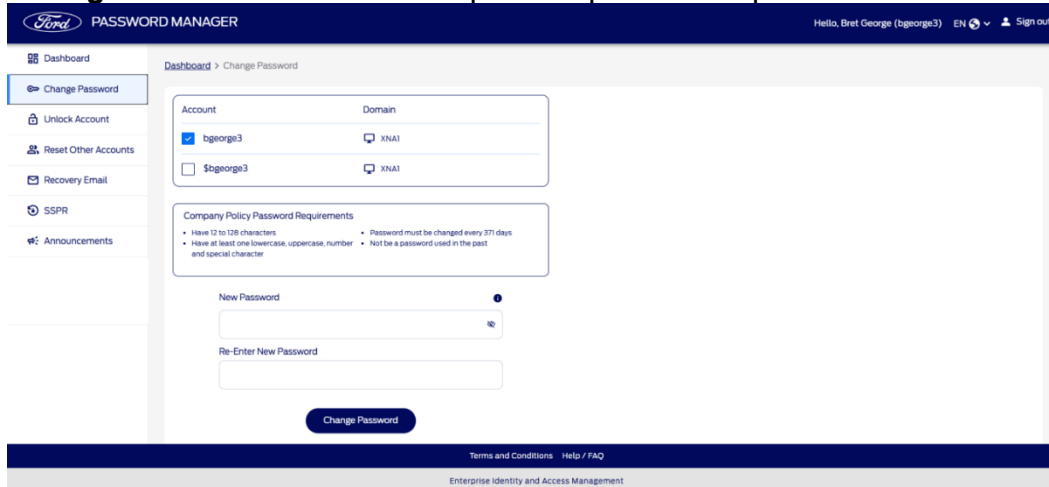 Ford PASSWORD MANAGER
Hello, Bret George (bgeorge3) EN Sign out
Dashboard
Change Password
Unlock Account
Reset Other Accounts
Recovery Email
SSPR
Announcements
Dashboard > Change Password
Account Domain
bgeorge3 XNA1
$bgeorge3 XNA1
Company Policy Password Requirements
• Have 12 to 128 characters
• Have at least one lowercase, uppercase, number
and special character
• Password must be changed every 371 days
• Not be a password used in the past
New Password
Re-Enter New Password
Change Password
Terms and Conditions Help / FAQ
Enterprise Identity and Access Management